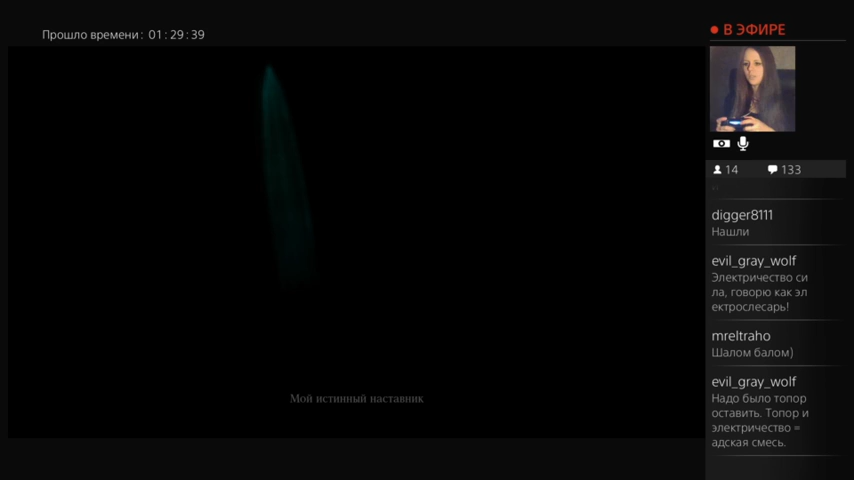 Прошло времени: 01:29:39
В ЭФИРЕ
14 133
digger8111
Нашли
evil_gray_wolf
Электричество си
ла, говорю как эл
ектрослесарь!
mreltraho
Шалом балом)
evil_gray_wolf
Надо было топор
оставить. Топор и
электричество =
адская смесь.
Мой истинный наставник